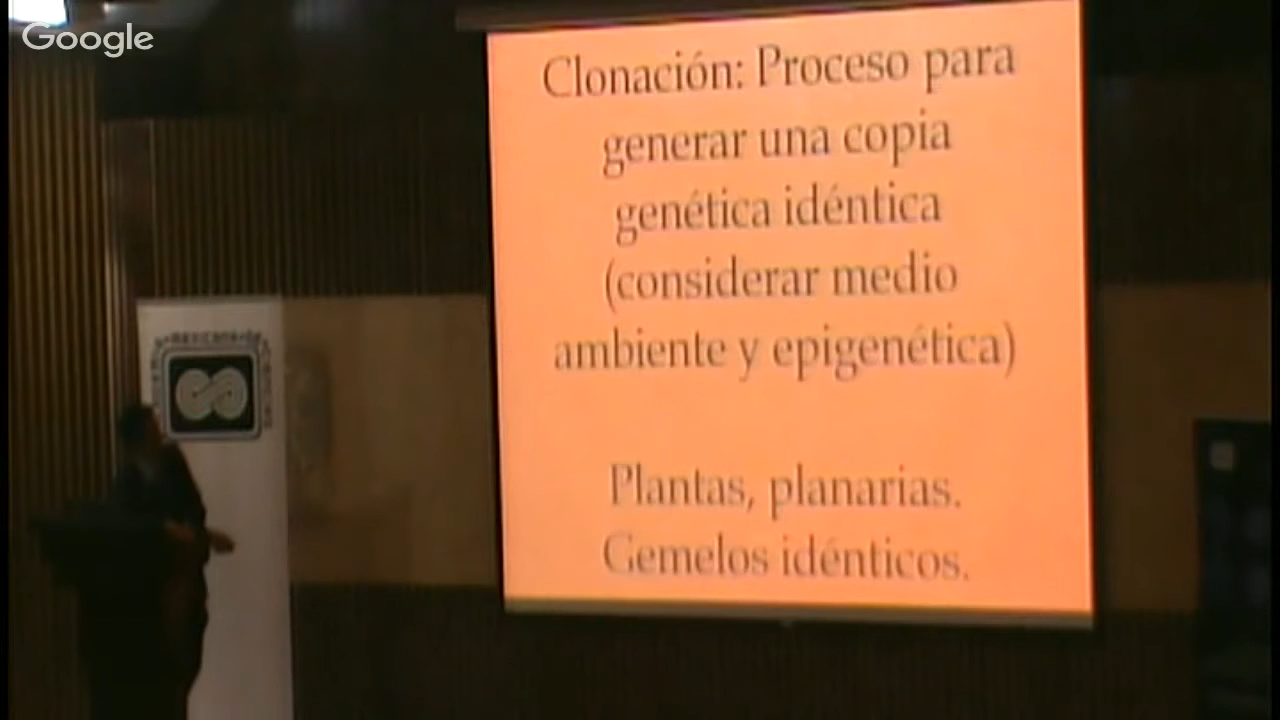 Google
Clonación: Proceso para
generar una copia
genética idéntica
(considerar medio
ambiente y epigenética)
Plantas, planarias.
Gemelos idénticos.